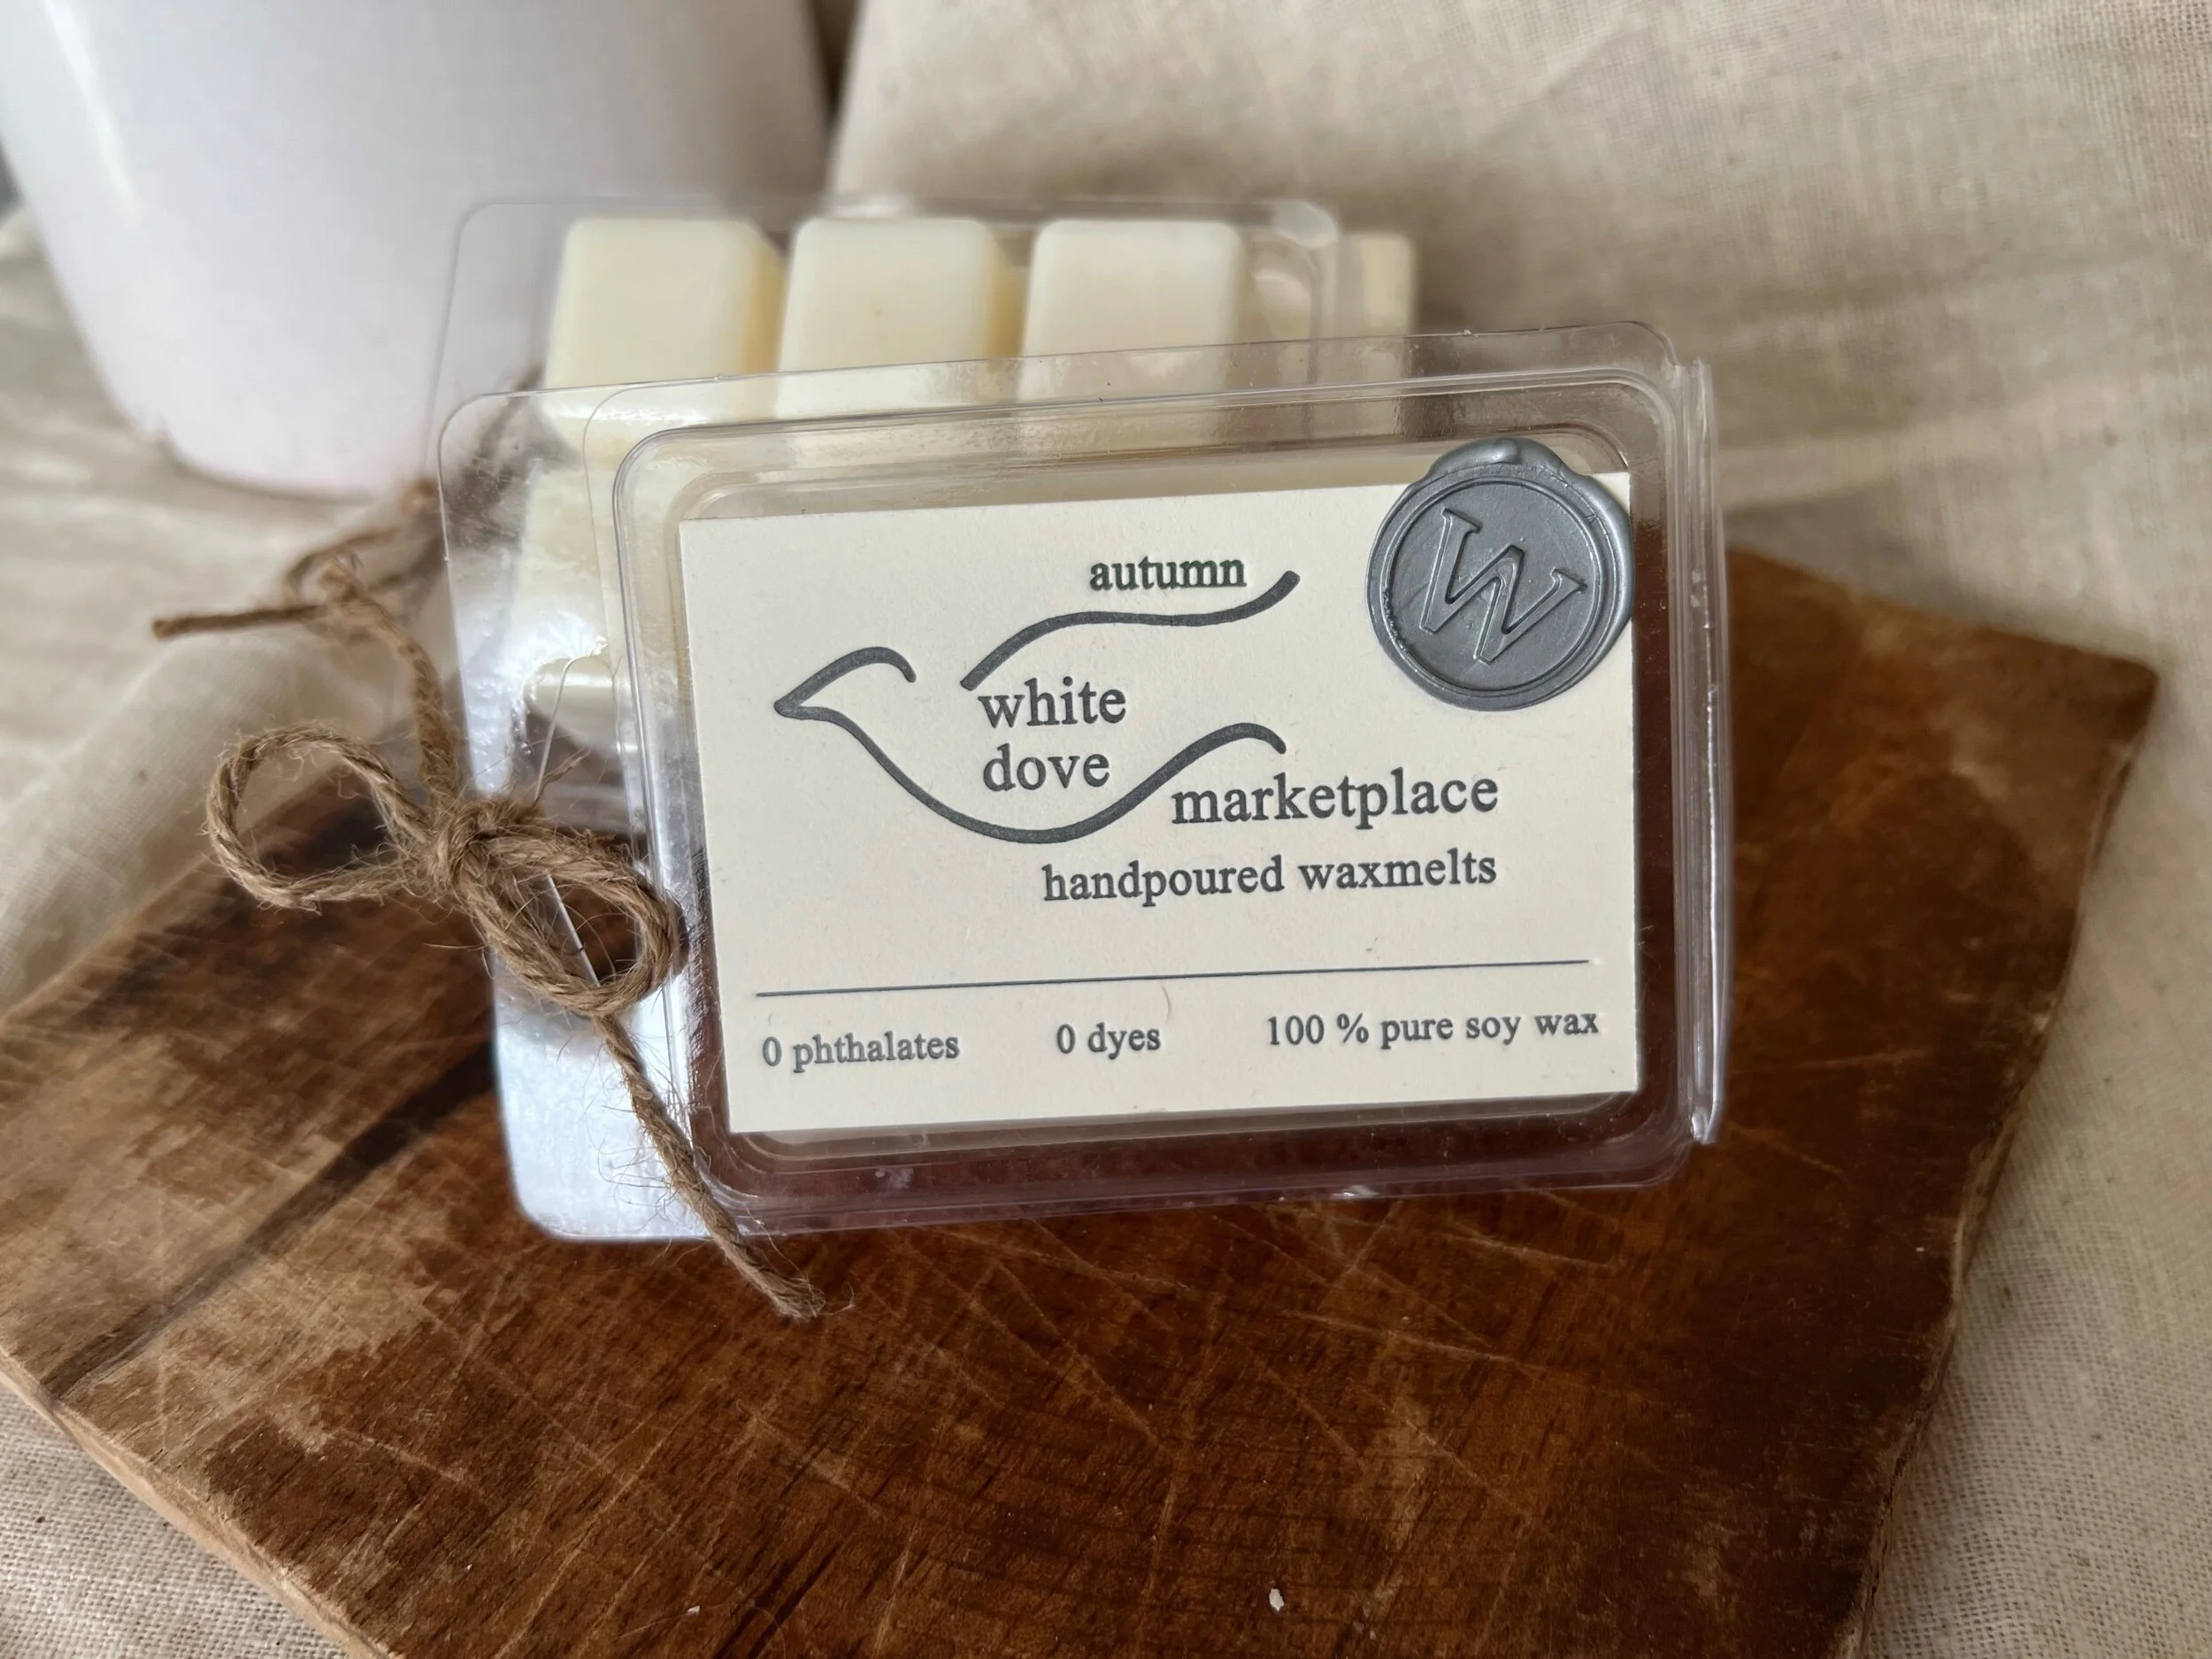 autumn
W
white
dove
marketplace
handpoured waxmelts
0 phthalates 0 dyes 100 % pure soy wax